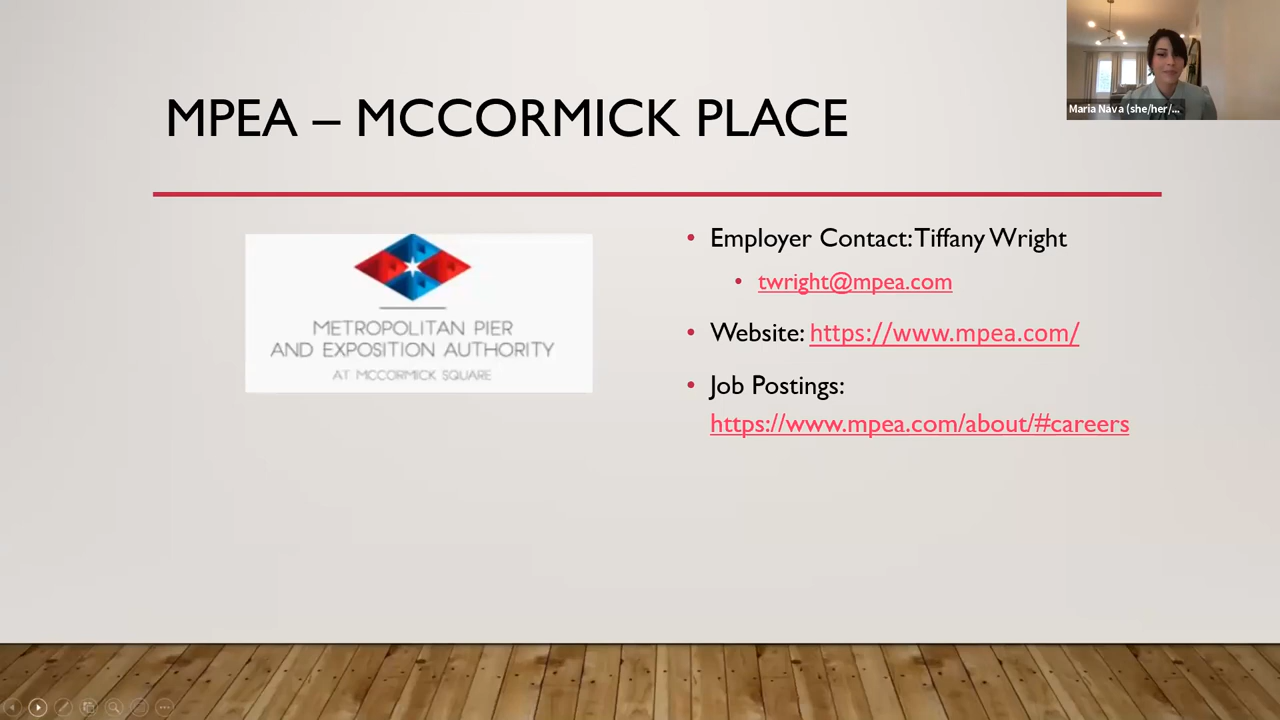 MPEA – MCCORMICK PLACE
Maria Nava (she/her/...
METROPOLITAN PIER
AND EXPOSITION AUTHORITY
AT MCCORMICK SQUARE
• Employer Contact: Tiffany Wright
• twright@mpea.com
• Website: https://www.mpea.com/
• Job Postings:
https://www.mpea.com/about/#careers